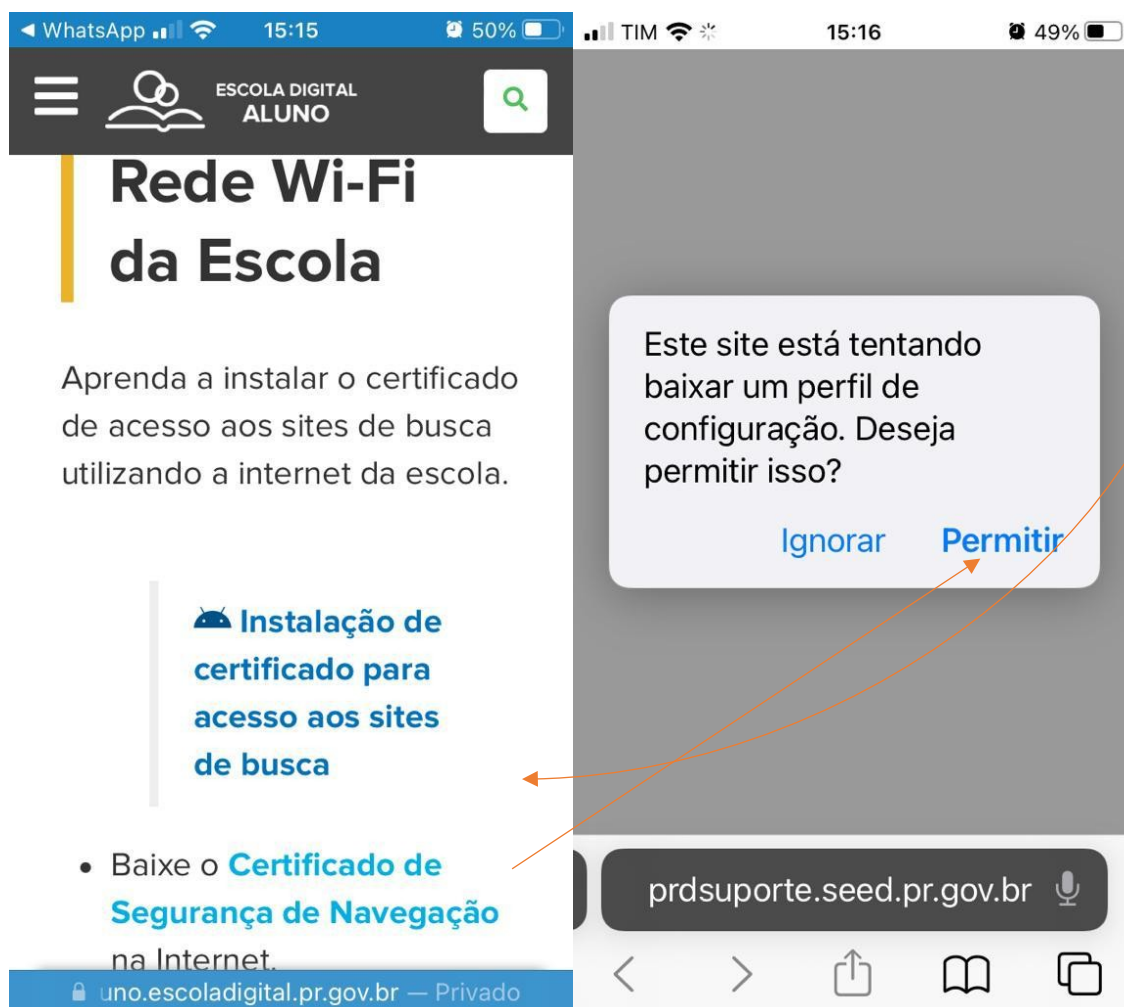 WhatsApp
15:15
50%
ESCOLA DIGITAL
ALUNO
Rede Wi-Fi
da Escola
Aprenda a instalar o certificado
de acesso aos sites de busca
utilizando a internet da escola.
Instalação de
certificado para
acesso aos sites
de busca
• Baixe o Certificado de
Segurança de Navegação
na Internet.
uno.escoladigital.pr.gov.br — Privado
TIM
15:16
49%
Este site está tentando
baixar um perfil de
configuração. Deseja
permitir isso?
Ignorar Permitir
prdsuporte.seed.pr.gov.br